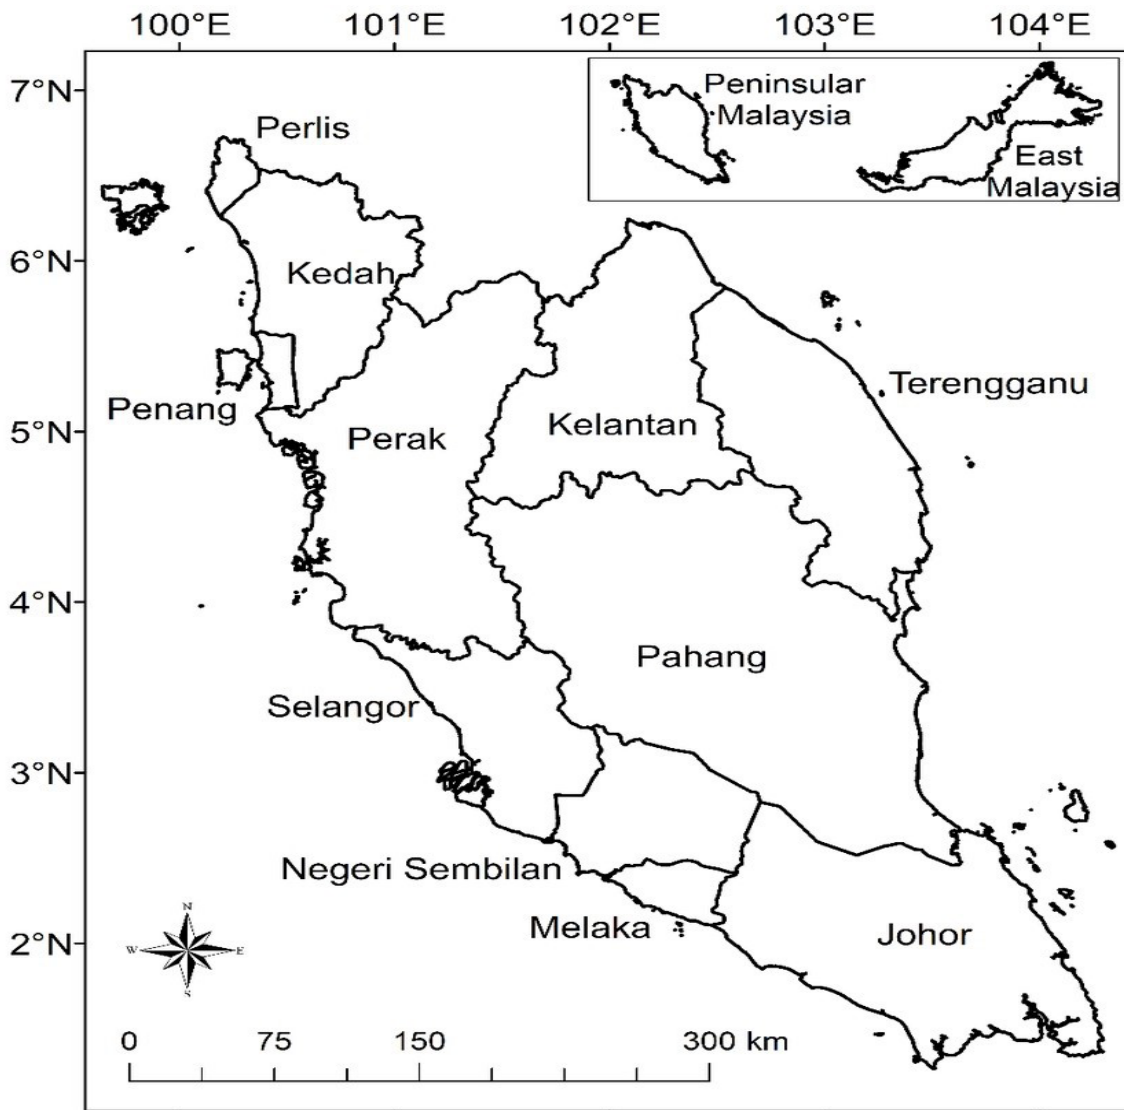 100°E 101°E 102°E 103°E 104°E
7°N
Peninsular
Malaysia
East
Malaysia
Perlis
6°N
Kedah
Terengganu
Penang
Kelantan
5°N
Perak
4°N
Pahang
Selangor
3°N
Negeri Sembilan
Melaka
Johor
2°N
N
W E
S
0 75 150 300 km